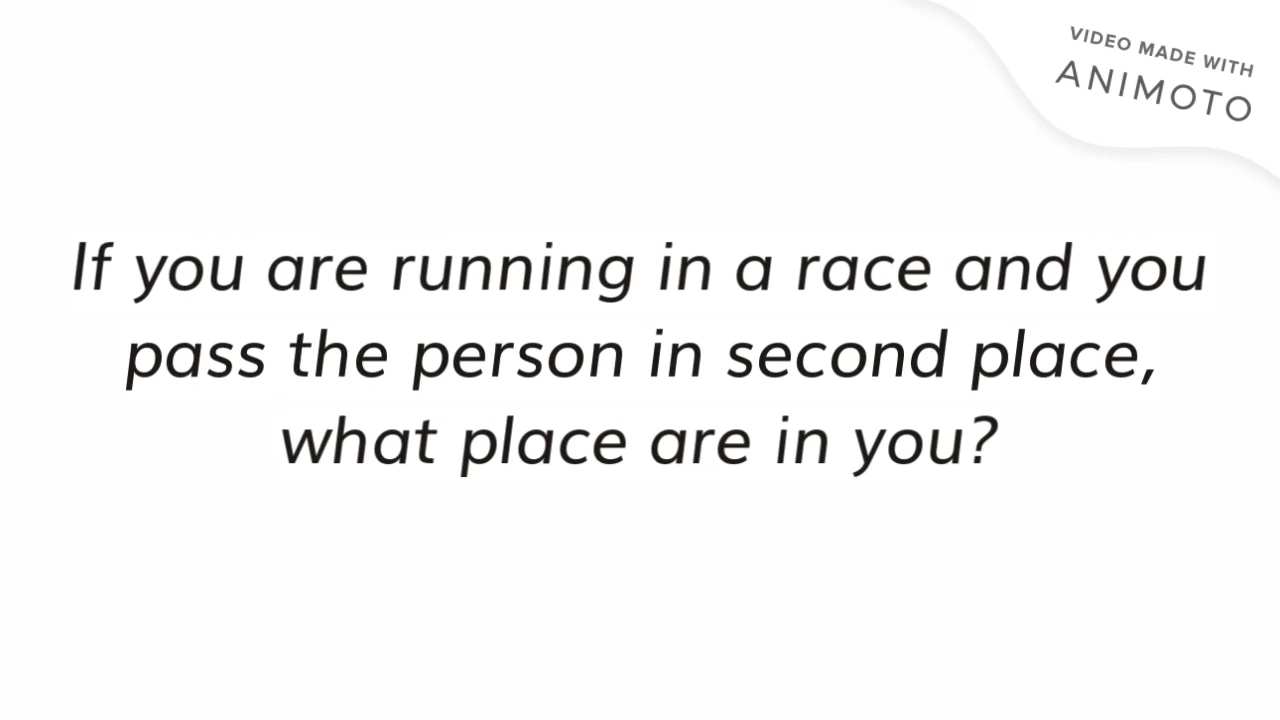 VIDEO MADE WITH
ANIMOTO
If you are running in a race and you
pass the person in second place,
what place are in you?